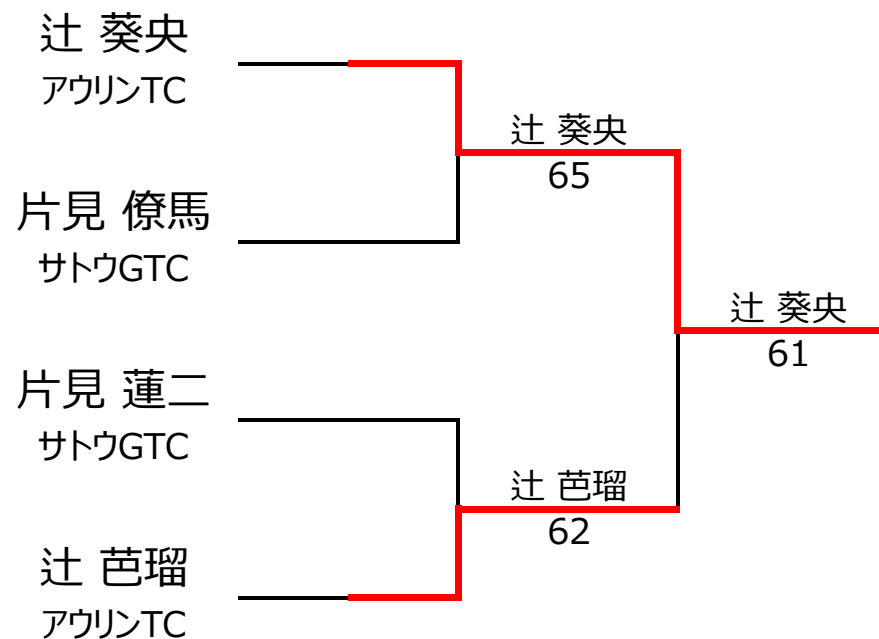 辻 葵央
アウリンTC
辻 葵央
65
片見 僚馬
サトウGTC
辻 葵央
61
片見 蓮二
サトウGTC
辻 芭瑠
62
辻 芭瑠
アウリンTC